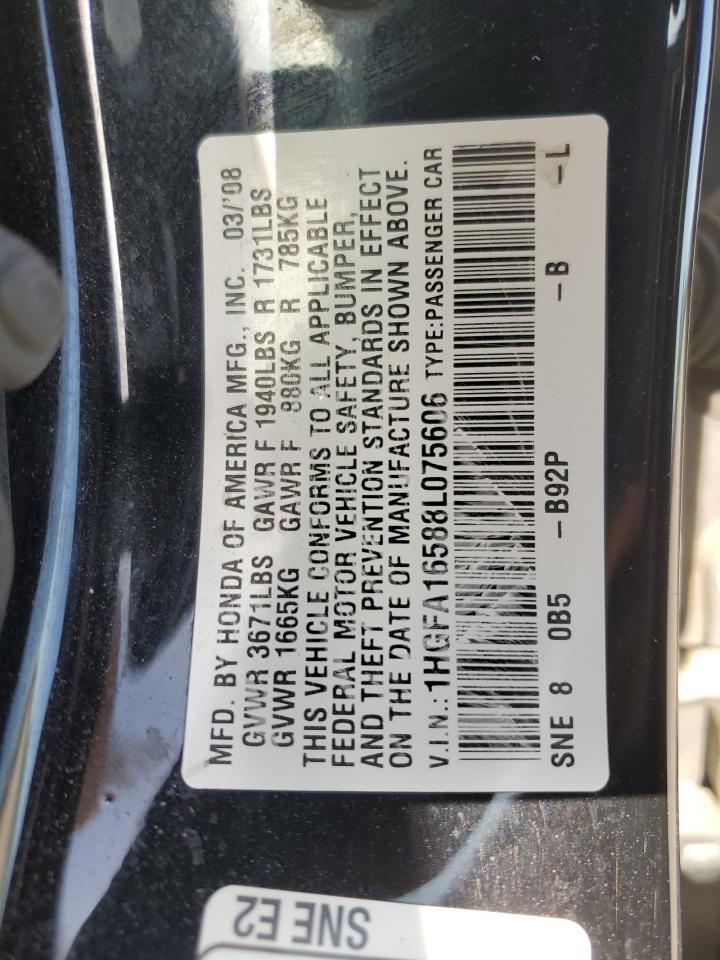 MFD. BY HONDA OF AMERICA MFG., INC. 03/'08
GVWR 3671LBS GAWR F 1940LBS R 1731LBS
GVWR 1665KG GAWR F 880KG R 785KG
THIS VEHICLE CONFORMS TO ALL APPLICABLE
FEDERAL MOTOR VEHICLE SAFETY, BUMPER,
AND THEFT PREVENTION STANDARDS IN EFFECT
ON THE DATE OF MANUFACTURE SHOWN ABOVE.
V.I.N.: 1HGFA16588L075606 TYPE:PASSENGER CAR
SNE 8 0B5 –B92P –B –L
SNE E2